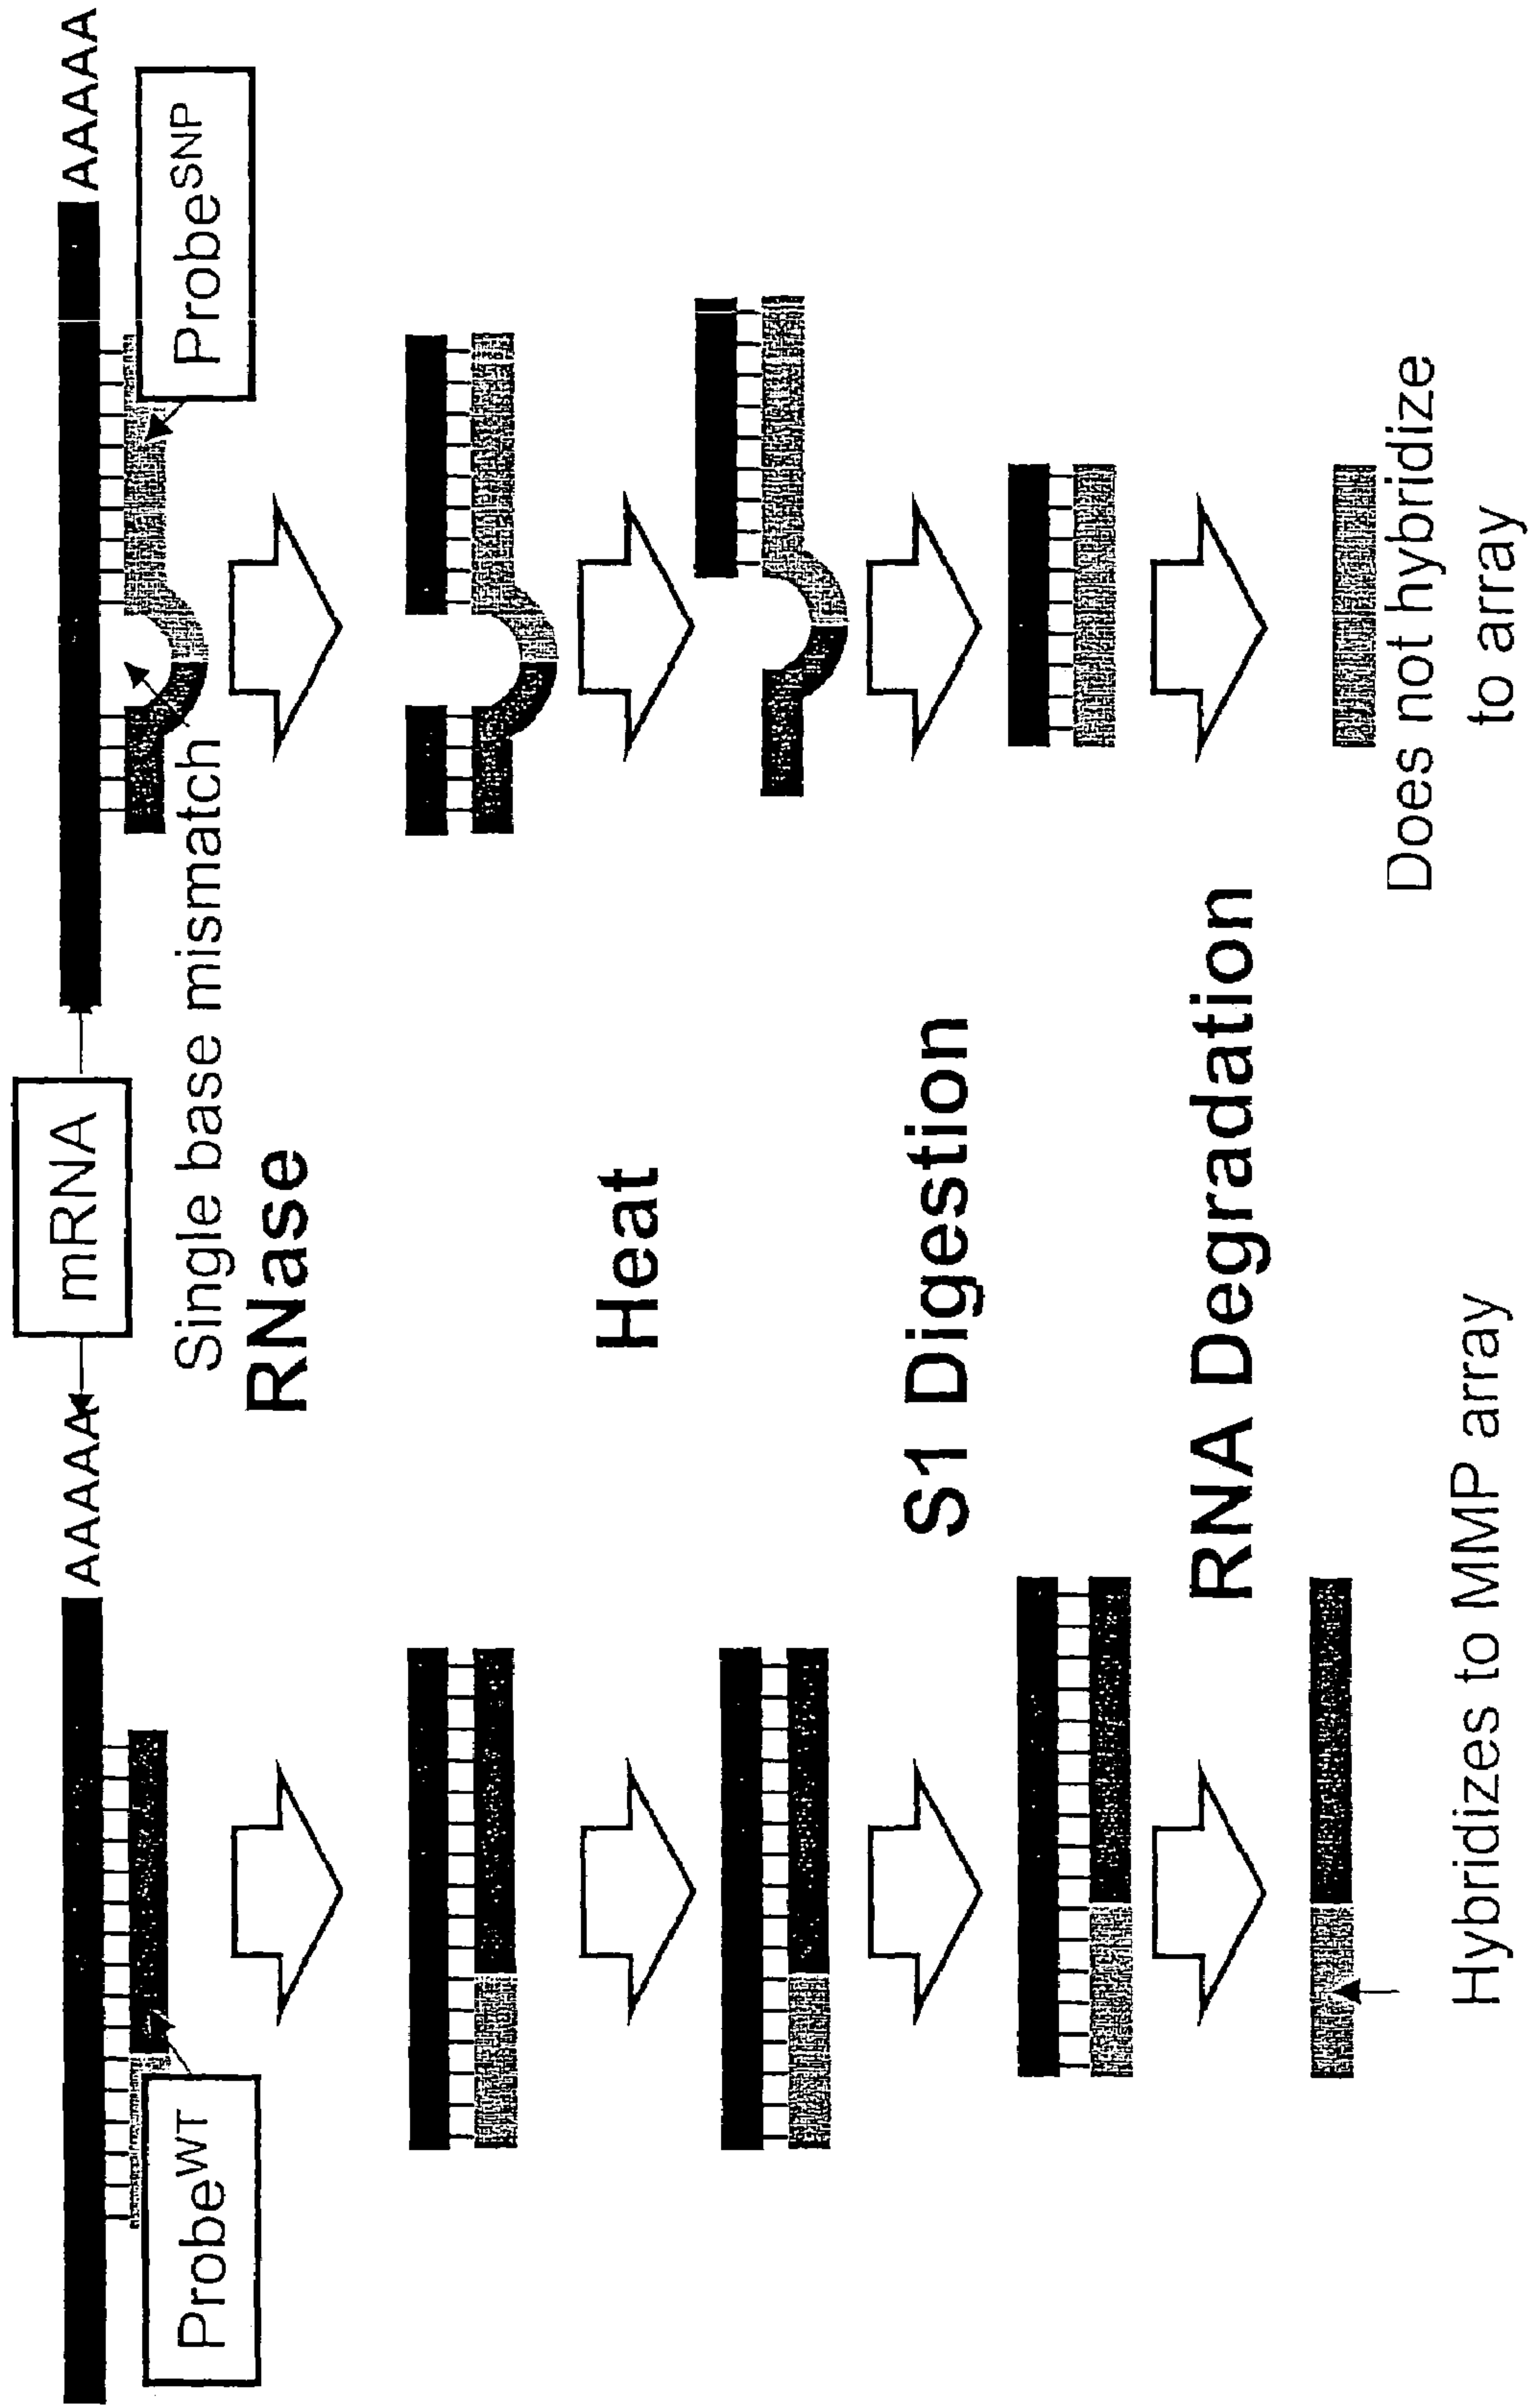 mRNA
AAAAA
AAAAA
Probe^WT
Probe^SNP
Single base mismatch
RNase
Heat
S1 Digestion
RNA Degradation
Hybridizes to MMP array
Does not hybridize
to array